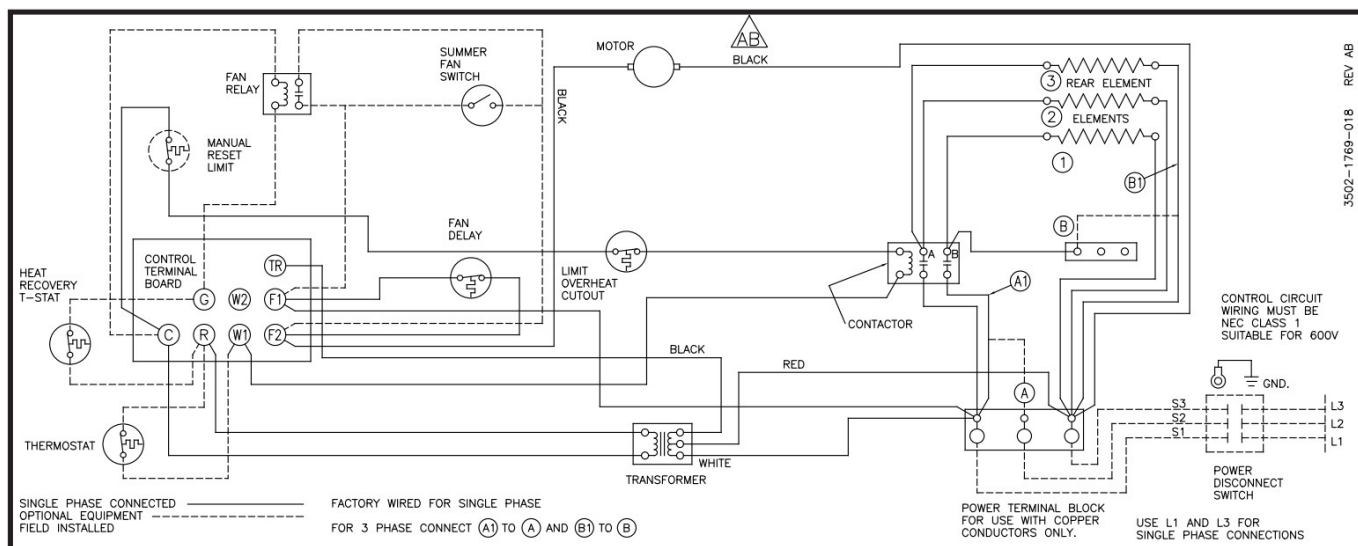 AB
BLACK
MOTOR
SUMMER
FAN
SWITCH
FAN
RELAY
BLACK
3
REAR ELEMENT
2
ELEMENTS
1
B1
3502-1769-018 REV AB
MANUAL
RESET
LIMIT
FAN
DELAY
LIMIT
OVERHEAT
CUTOUT
A
B
B
A1
CONTACTOR
HEAT
RECOVERY
T-STAT
CONTROL
TERMINAL
BOARD
TR
G
W2
F1
C
R
W1
F2
BLACK
RED
CONTROL CIRCUIT
WIRING MUST BE
NEC CLASS 1
SUITABLE FOR 600V
GND.
A
S3
S2
S1
L3
L2
L1
THERMOSTAT
WHITE
TRANSFORMER
POWER
DISCONNECT
SWITCH
SINGLE PHASE CONNECTED
OPTIONAL EQUIPMENT
FIELD INSTALLED
FACTORY WIRED FOR SINGLE PHASE
FOR 3 PHASE CONNECT A1 TO A AND B1 TO B
POWER TERMINAL BLOCK
FOR USE WITH COPPER
CONDUCTORS ONLY.
USE L1 AND L3 FOR
SINGLE PHASE CONNECTIONS